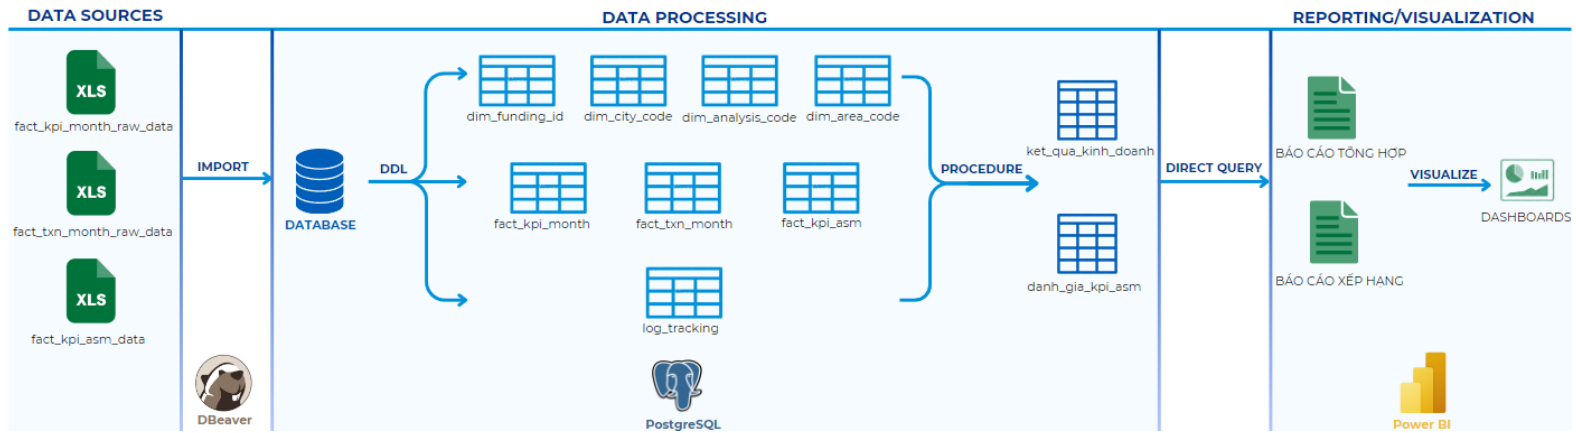 DATA SOURCES
DATA PROCESSING
REPORTING/VISUALIZATION
XLS
fact_kpi_month_raw_data
XLS
fact_txn_month_raw_data
XLS
fact_kpi_asm_data
IMPORT
DBeaver
DATABASE
DDL
dim_funding_id
dim_city_code
dim_analysis_code
dim_area_code
fact_kpi_month
fact_txn_month
fact_kpi_asm
log_tracking
PostgreSQL
PROCEDURE
ket_qua_kinh_doanh
danh_gia_kpi_asm
DIRECT QUERY
BÁO CÁO TỔNG HỢP
BÁO CÁO XẾP HẠNG
VISUALIZE
DASHBOARDS
Power BI